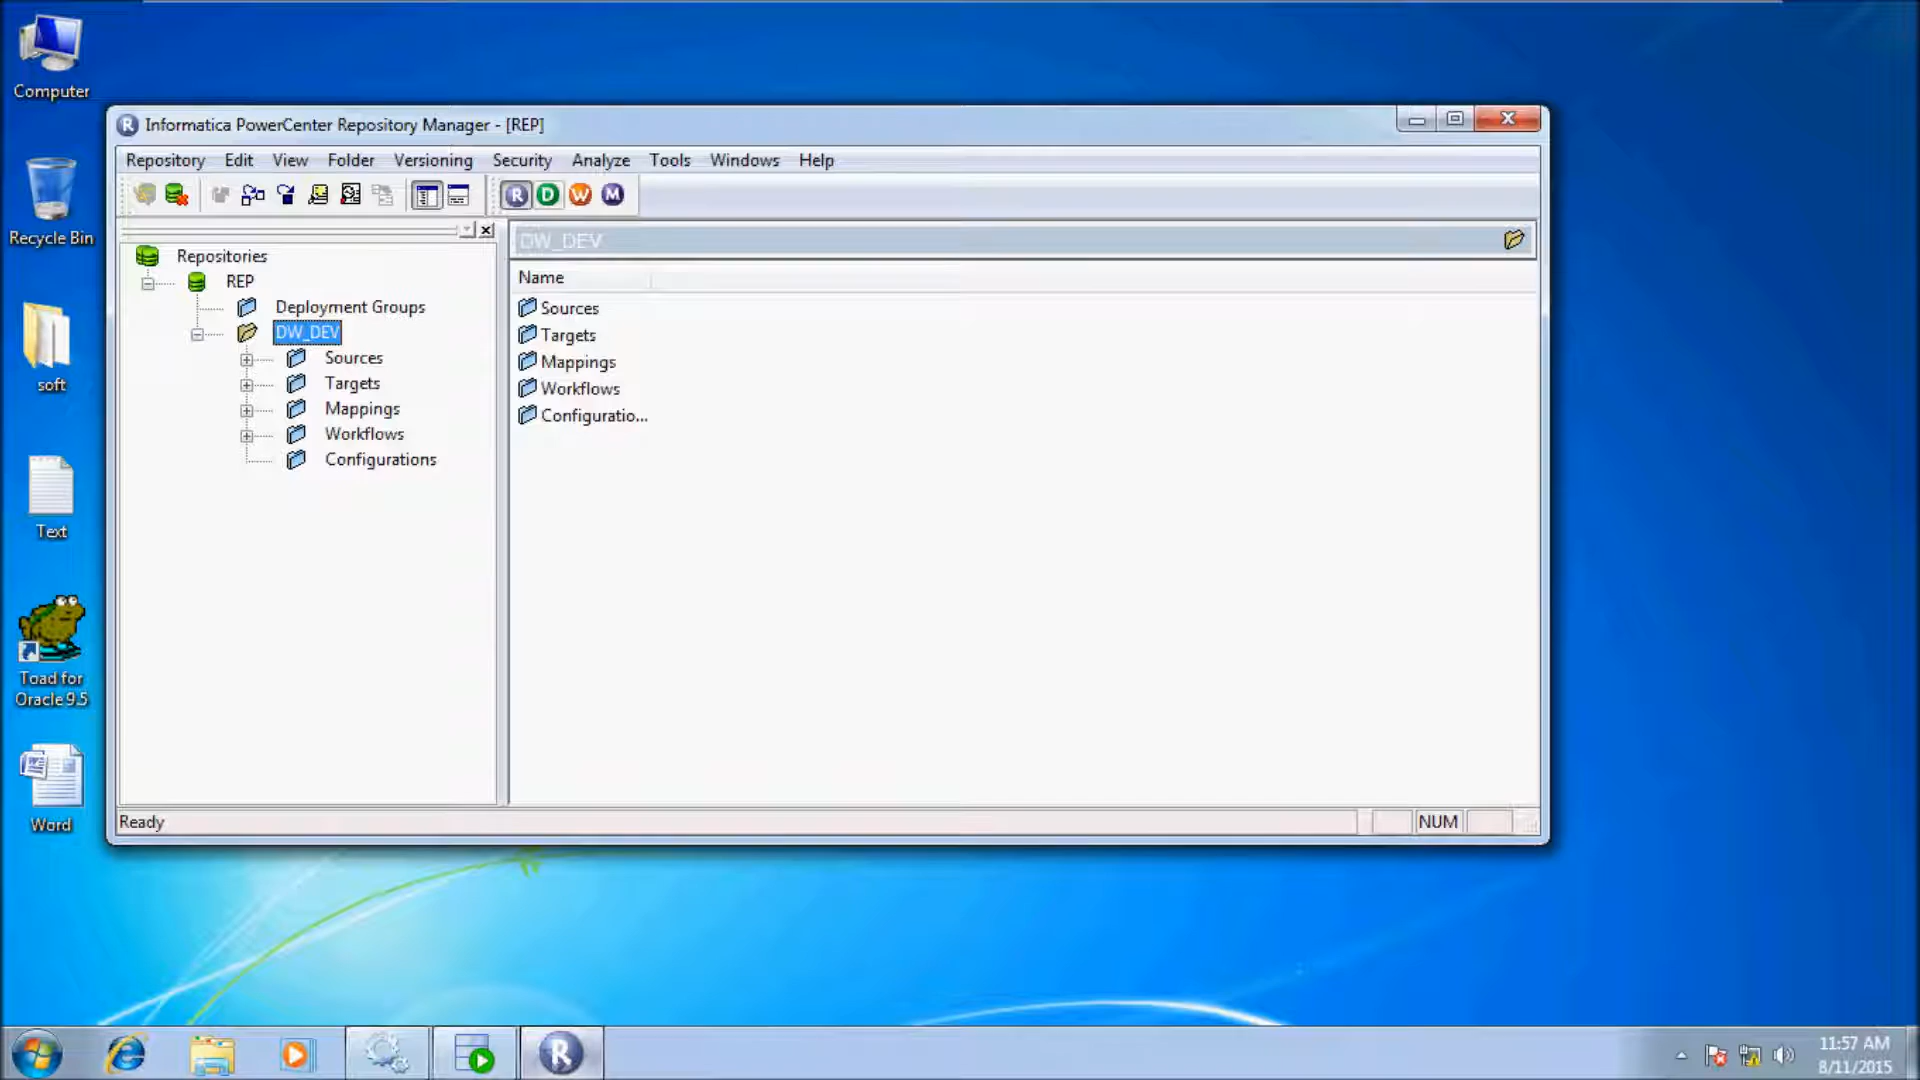 Computer
Recycle Bin
soft
Text
Toad for
Oracle 9.5
Word
R Informatica PowerCenter Repository Manager - [REP]
Repository Edit View Folder Versioning Security Analyze Tools Windows Help
R D W M
Repositories
REP
Deployment Groups
DW_DEV
Sources
Targets
Mappings
Workflows
Configurations
DW_DEV
Name
Sources
Targets
Mappings
Workflows
Configuratio...
Ready
NUM
R
11:57 AM
8/11/2015